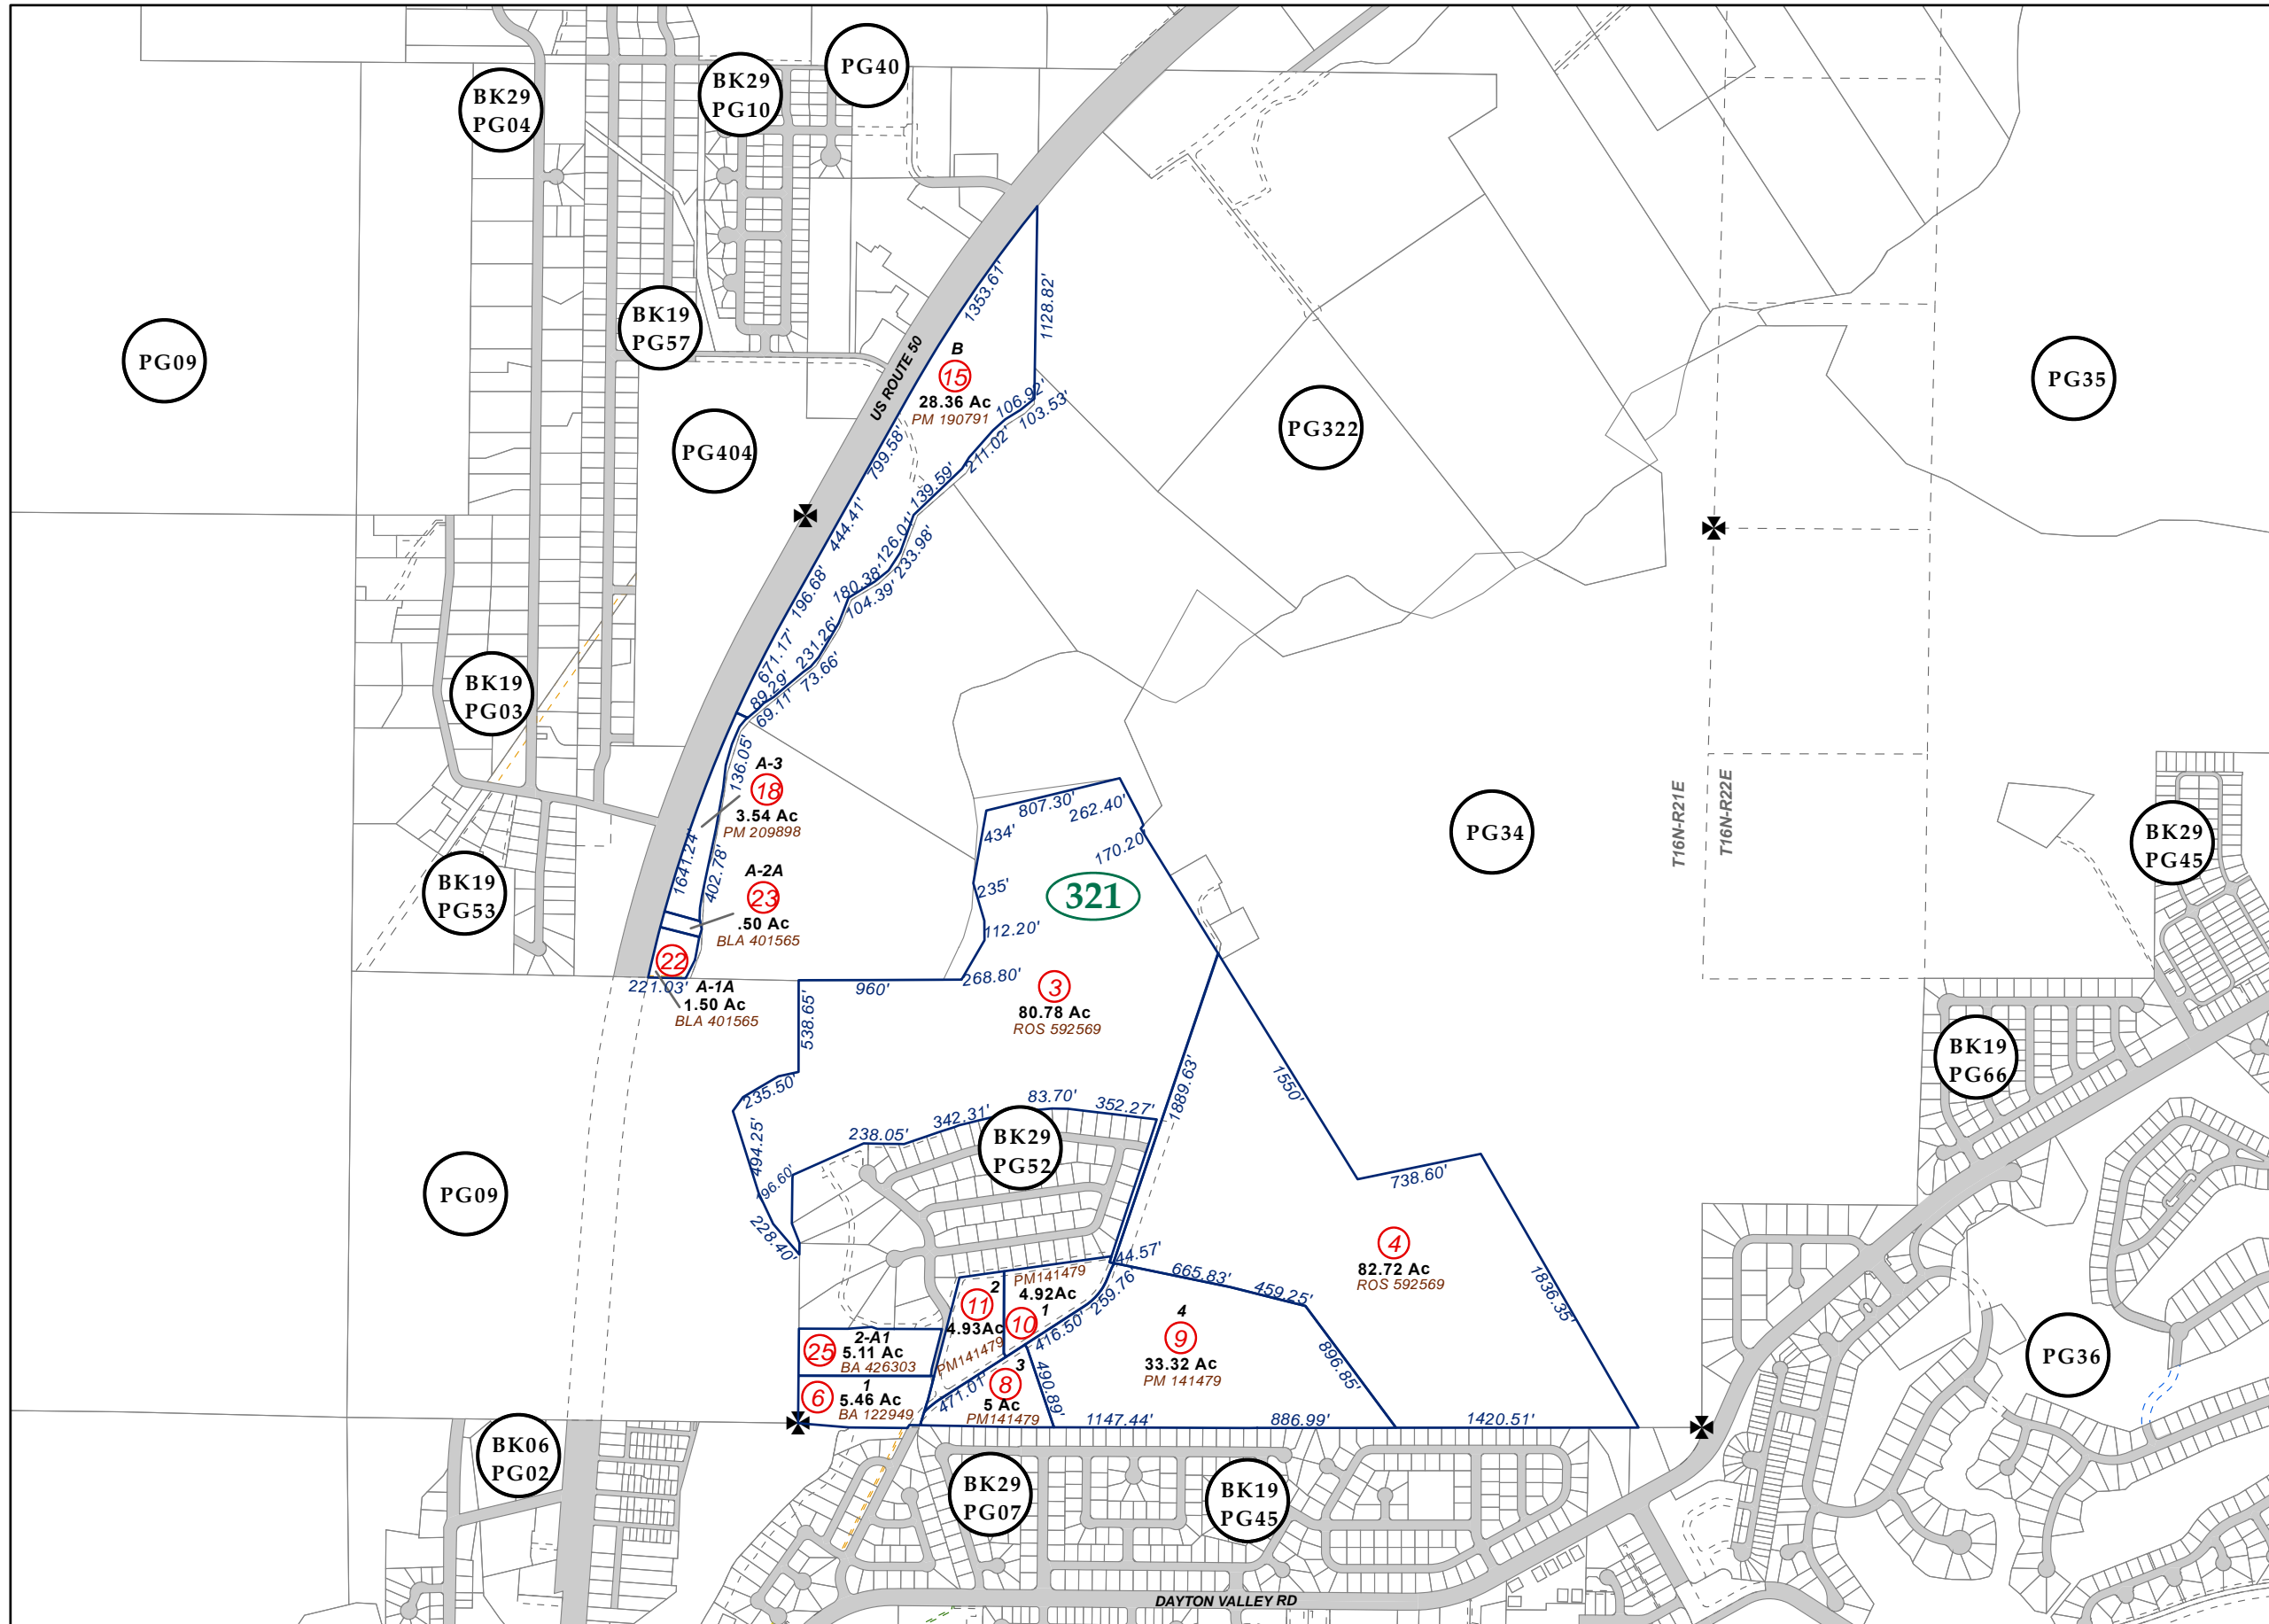 PG40
BK29
PG10
BK29
PG04
BK19
PG57
PG09
PG404
PG322
PG35
US ROUTE 50
1353.61'
1128.82'
B
15
28.36 Ac
PM 190791
106.92'
103.53'
799.58'
211.02'
139.59'
444.41'
126.01'
233.98'
180.38'
196.68'
104.39'
231.26'
671.17'
73.66'
89.29'
69.11'
BK19
PG03
136.05'
A-3
18
3.54 Ac
PM 209898
1641.24'
402.78'
A-2A
23
.50 Ac
BLA 401565
22
221.03'
A-1A
1.50 Ac
BLA 401565
BK19
PG53
807.30'
262.40'
434'
170.20'
235'
321
112.20'
268.80'
960'
3
80.78 Ac
ROS 592569
PG34
T16N-R21E
T16N-R22E
BK29
PG45
BK19
PG66
538.65'
235.50'
494.25'
196.60'
228.40'
238.05'
342.31'
83.70'
352.27'
BK29
PG52
1889.63'
1550'
738.60'
PG09
4
82.72 Ac
ROS 592569
1836.35'
44.57'
665.83'
459.25'
259.76'
PM141479
4.92Ac
1
10
2
11
4.93Ac
PM141479
416.50'
4
9
33.32 Ac
PM 141479
896.85'
2-A1
25
5.11 Ac
BA 426303
1
6
5.46 Ac
BA 122949
471.01'
3
8
5 Ac
PM141479
490.89'
1147.44'
886.99'
1420.51'
PG36
BK06
PG02
BK29
PG07
BK19
PG45
DAYTON VALLEY RD